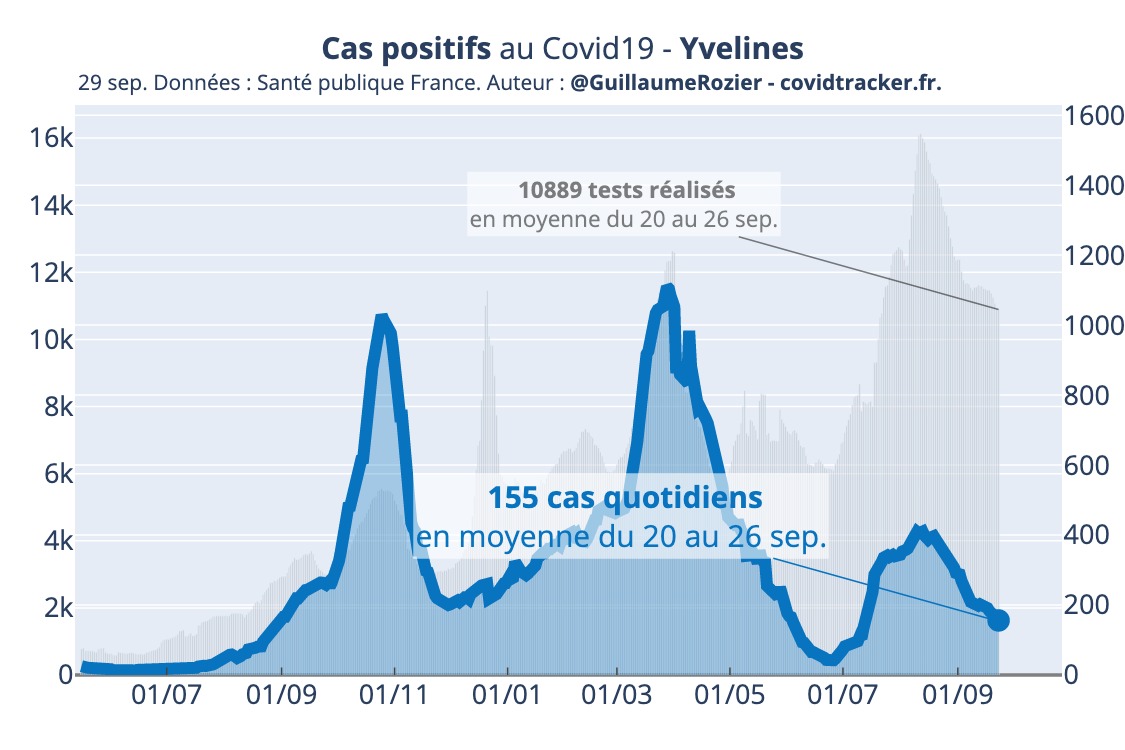 Cas positifs au Covid19 - Yvelines
29 sep. Données : Santé publique France. Auteur : @GuillaumeRozier - covidtracker.fr.
16k
14k
12k
10k
8k
6k
4k
2k
0
1600
1400
1200
1000
800
600
400
200
0
10889 tests réalisés
en moyenne du 20 au 26 sep.
155 cas quotidiens
en moyenne du 20 au 26 sep.
01/07 01/09 01/11 01/01 01/03 01/05 01/07 01/09